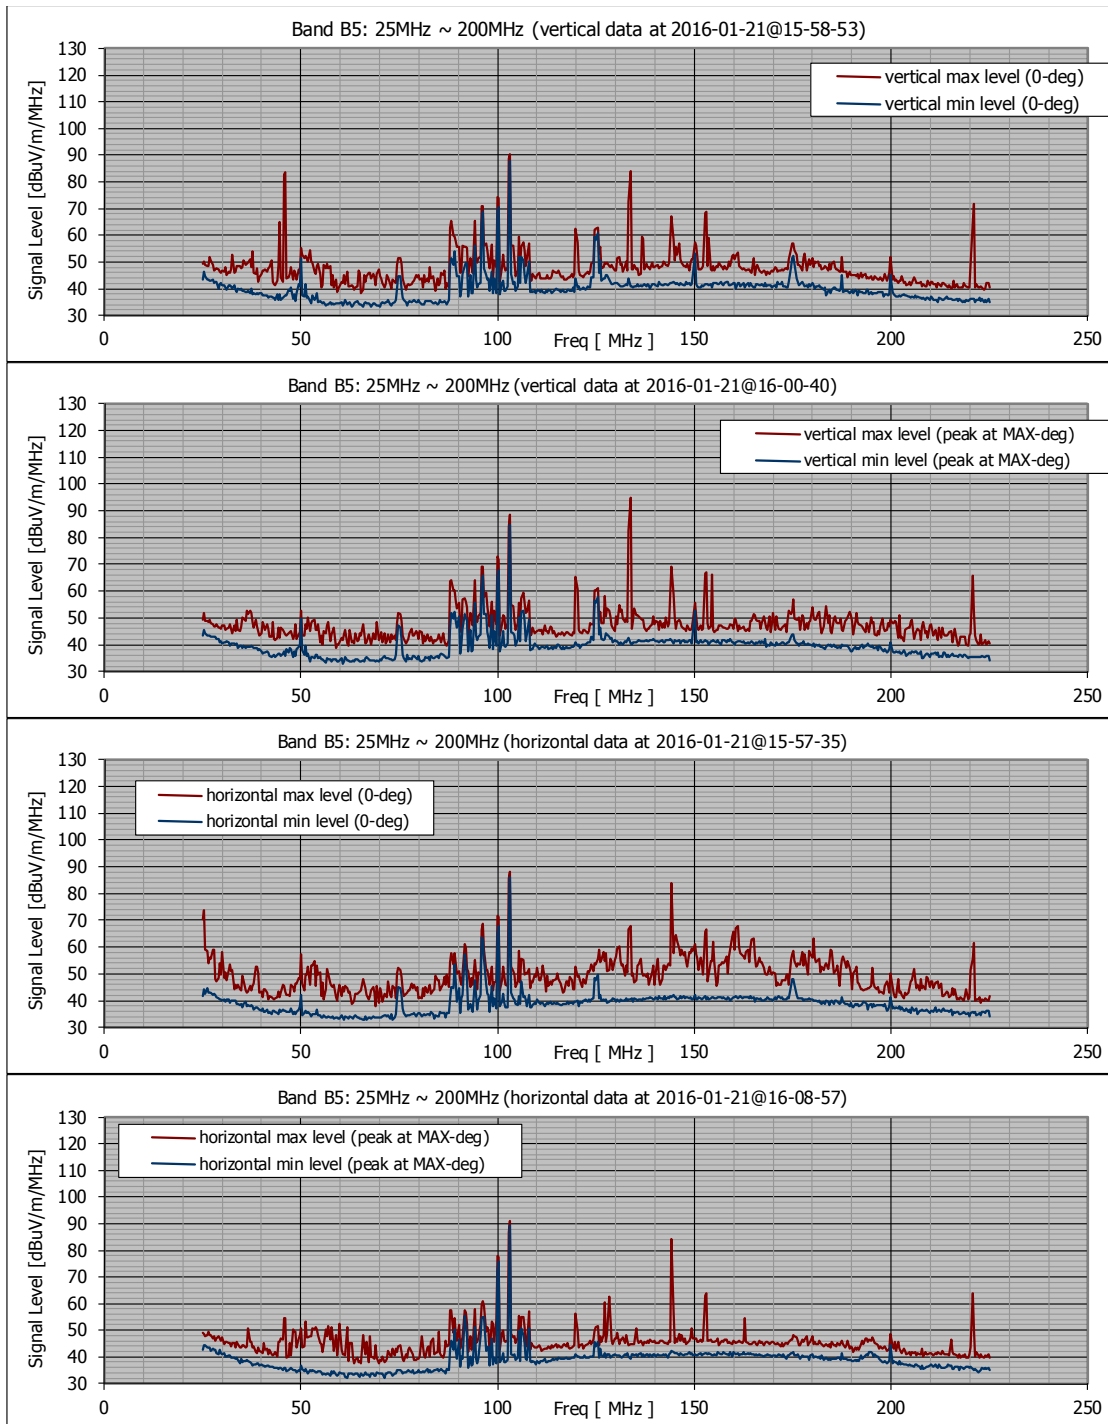 Band B5: 25MHz ~ 200MHz (vertical data at 2016-01-21@15-58-53)
Signal Level [dBuV/m/MHz]
130
120
110
100
90
80
70
60
50
40
30
vertical max level (0-deg)
vertical min level (0-deg)
0 50 100 150 200 250
Freq [ MHz ]
Band B5: 25MHz ~ 200MHz (vertical data at 2016-01-21@16-00-40)
Signal Level [dBuV/m/MHz]
130
120
110
100
90
80
70
60
50
40
30
vertical max level (peak at MAX-deg)
vertical min level (peak at MAX-deg)
0 50 100 150 200 250
Freq [ MHz ]
Band B5: 25MHz ~ 200MHz (horizontal data at 2016-01-21@15-57-35)
Signal Level [dBuV/m/MHz]
130
120
110
100
90
80
70
60
50
40
30
horizontal max level (0-deg)
horizontal min level (0-deg)
0 50 100 150 200 250
Freq [ MHz ]
Band B5: 25MHz ~ 200MHz (horizontal data at 2016-01-21@16-08-57)
Signal Level [dBuV/m/MHz]
130
120
110
100
90
80
70
60
50
40
30
horizontal max level (peak at MAX-deg)
horizontal min level (peak at MAX-deg)
0 50 100 150 200 250
Freq [ MHz ]